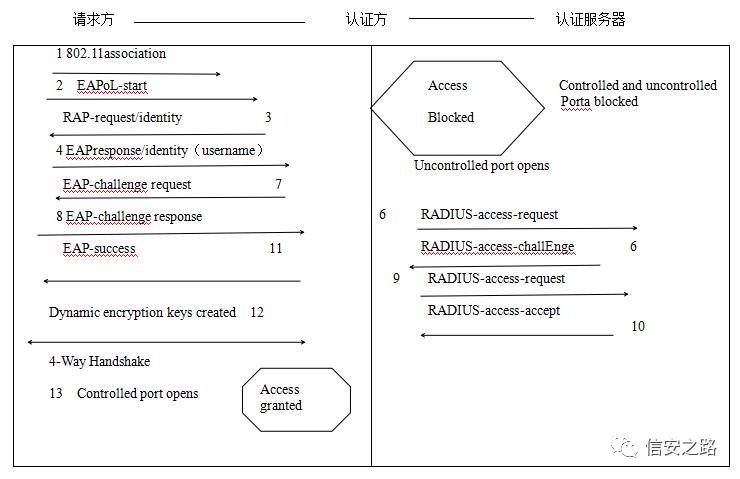 请求方 认证方 认证服务器
1 802.11association
2 EAPoL-start
RAP-request/identity 3
4 EAPresponse/identity（username）
EAP-challenge request 7
8 EAP-challenge response
EAP-success 11
Dynamic encryption keys created 12
4-Way Handshake
13 Controlled port opens
Access
granted
Access
Blocked
Controlled and uncontrolled
Porta blocked
Uncontrolled port opens
6 RADIUS-access-request
RADIUS-access-challEnge 6
9 RADIUS-access-request
RADIUS-access-accept
10
信安之路